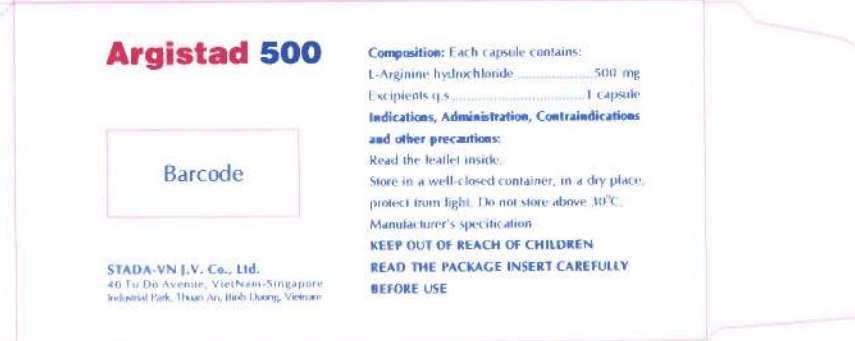 Argistad 500
Barcode
STADA-VN J.V. Co., Ltd.
40 Tu Do Avenue, VietNam-Singapore
Industrial Park, Thuan An, Binh Duong, Vietnam
Composition: Each capsule contains:
L-Arginine hydrochloride ....................500 mg
Excipients q.s ....................................1 capsule
Indications, Administration, Contraindications
and other precautions:
Read the leaflet inside.
Store in a well-closed container, in a dry place,
protect from light. Do not store above 30°C.
Manufacturer's specification
KEEP OUT OF REACH OF CHILDREN
READ THE PACKAGE INSERT CAREFULLY
BEFORE USE